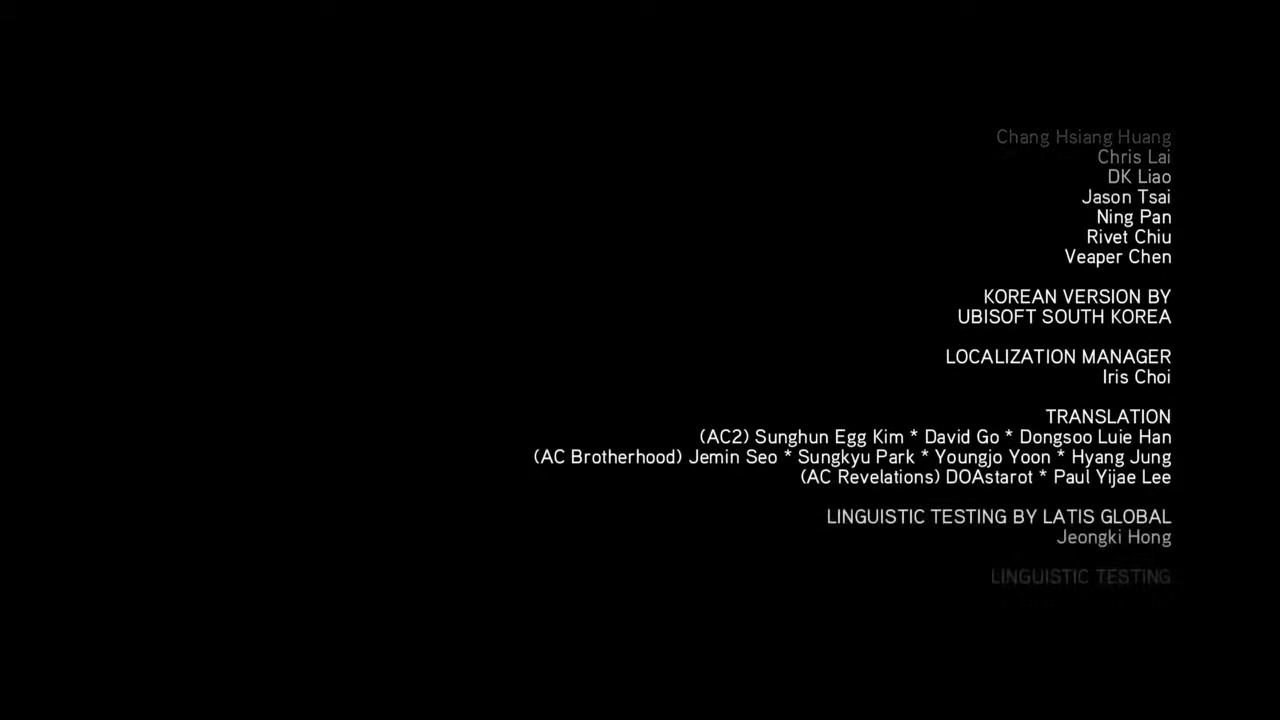 Chang Hsiang Huang
Chris Lai
DK Liao
Jason Tsai
Ning Pan
Rivet Chiu
Veaper Chen
KOREAN VERSION BY
UBISOFT SOUTH KOREA
LOCALIZATION MANAGER
Iris Choi
TRANSLATION
(AC2) Sunghun Egg Kim * David Go * Dongsoo Luie Han
(AC Brotherhood) Jemin Seo * Sungkyu Park * Youngjo Yoon * Hyang Jung
(AC Revelations) DOAstarot * Paul Yijae Lee
LINGUISTIC TESTING BY LATIS GLOBAL
Jeongki Hong
LINGUISTIC TESTING